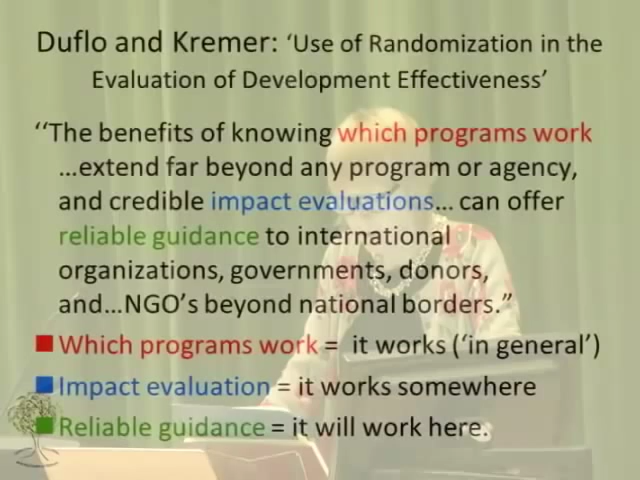 Duflo and Kremer: ‘Use of Randomization in the
Evaluation of Development Effectiveness’
‘‘The benefits of knowing which programs work
…extend far beyond any program or agency,
and credible impact evaluations… can offer
reliable guidance to international
organizations, governments, donors,
and…NGO’s beyond national borders.”
Which programs work = it works (‘in general’)
Impact evaluation = it works somewhere
Reliable guidance = it will work here.